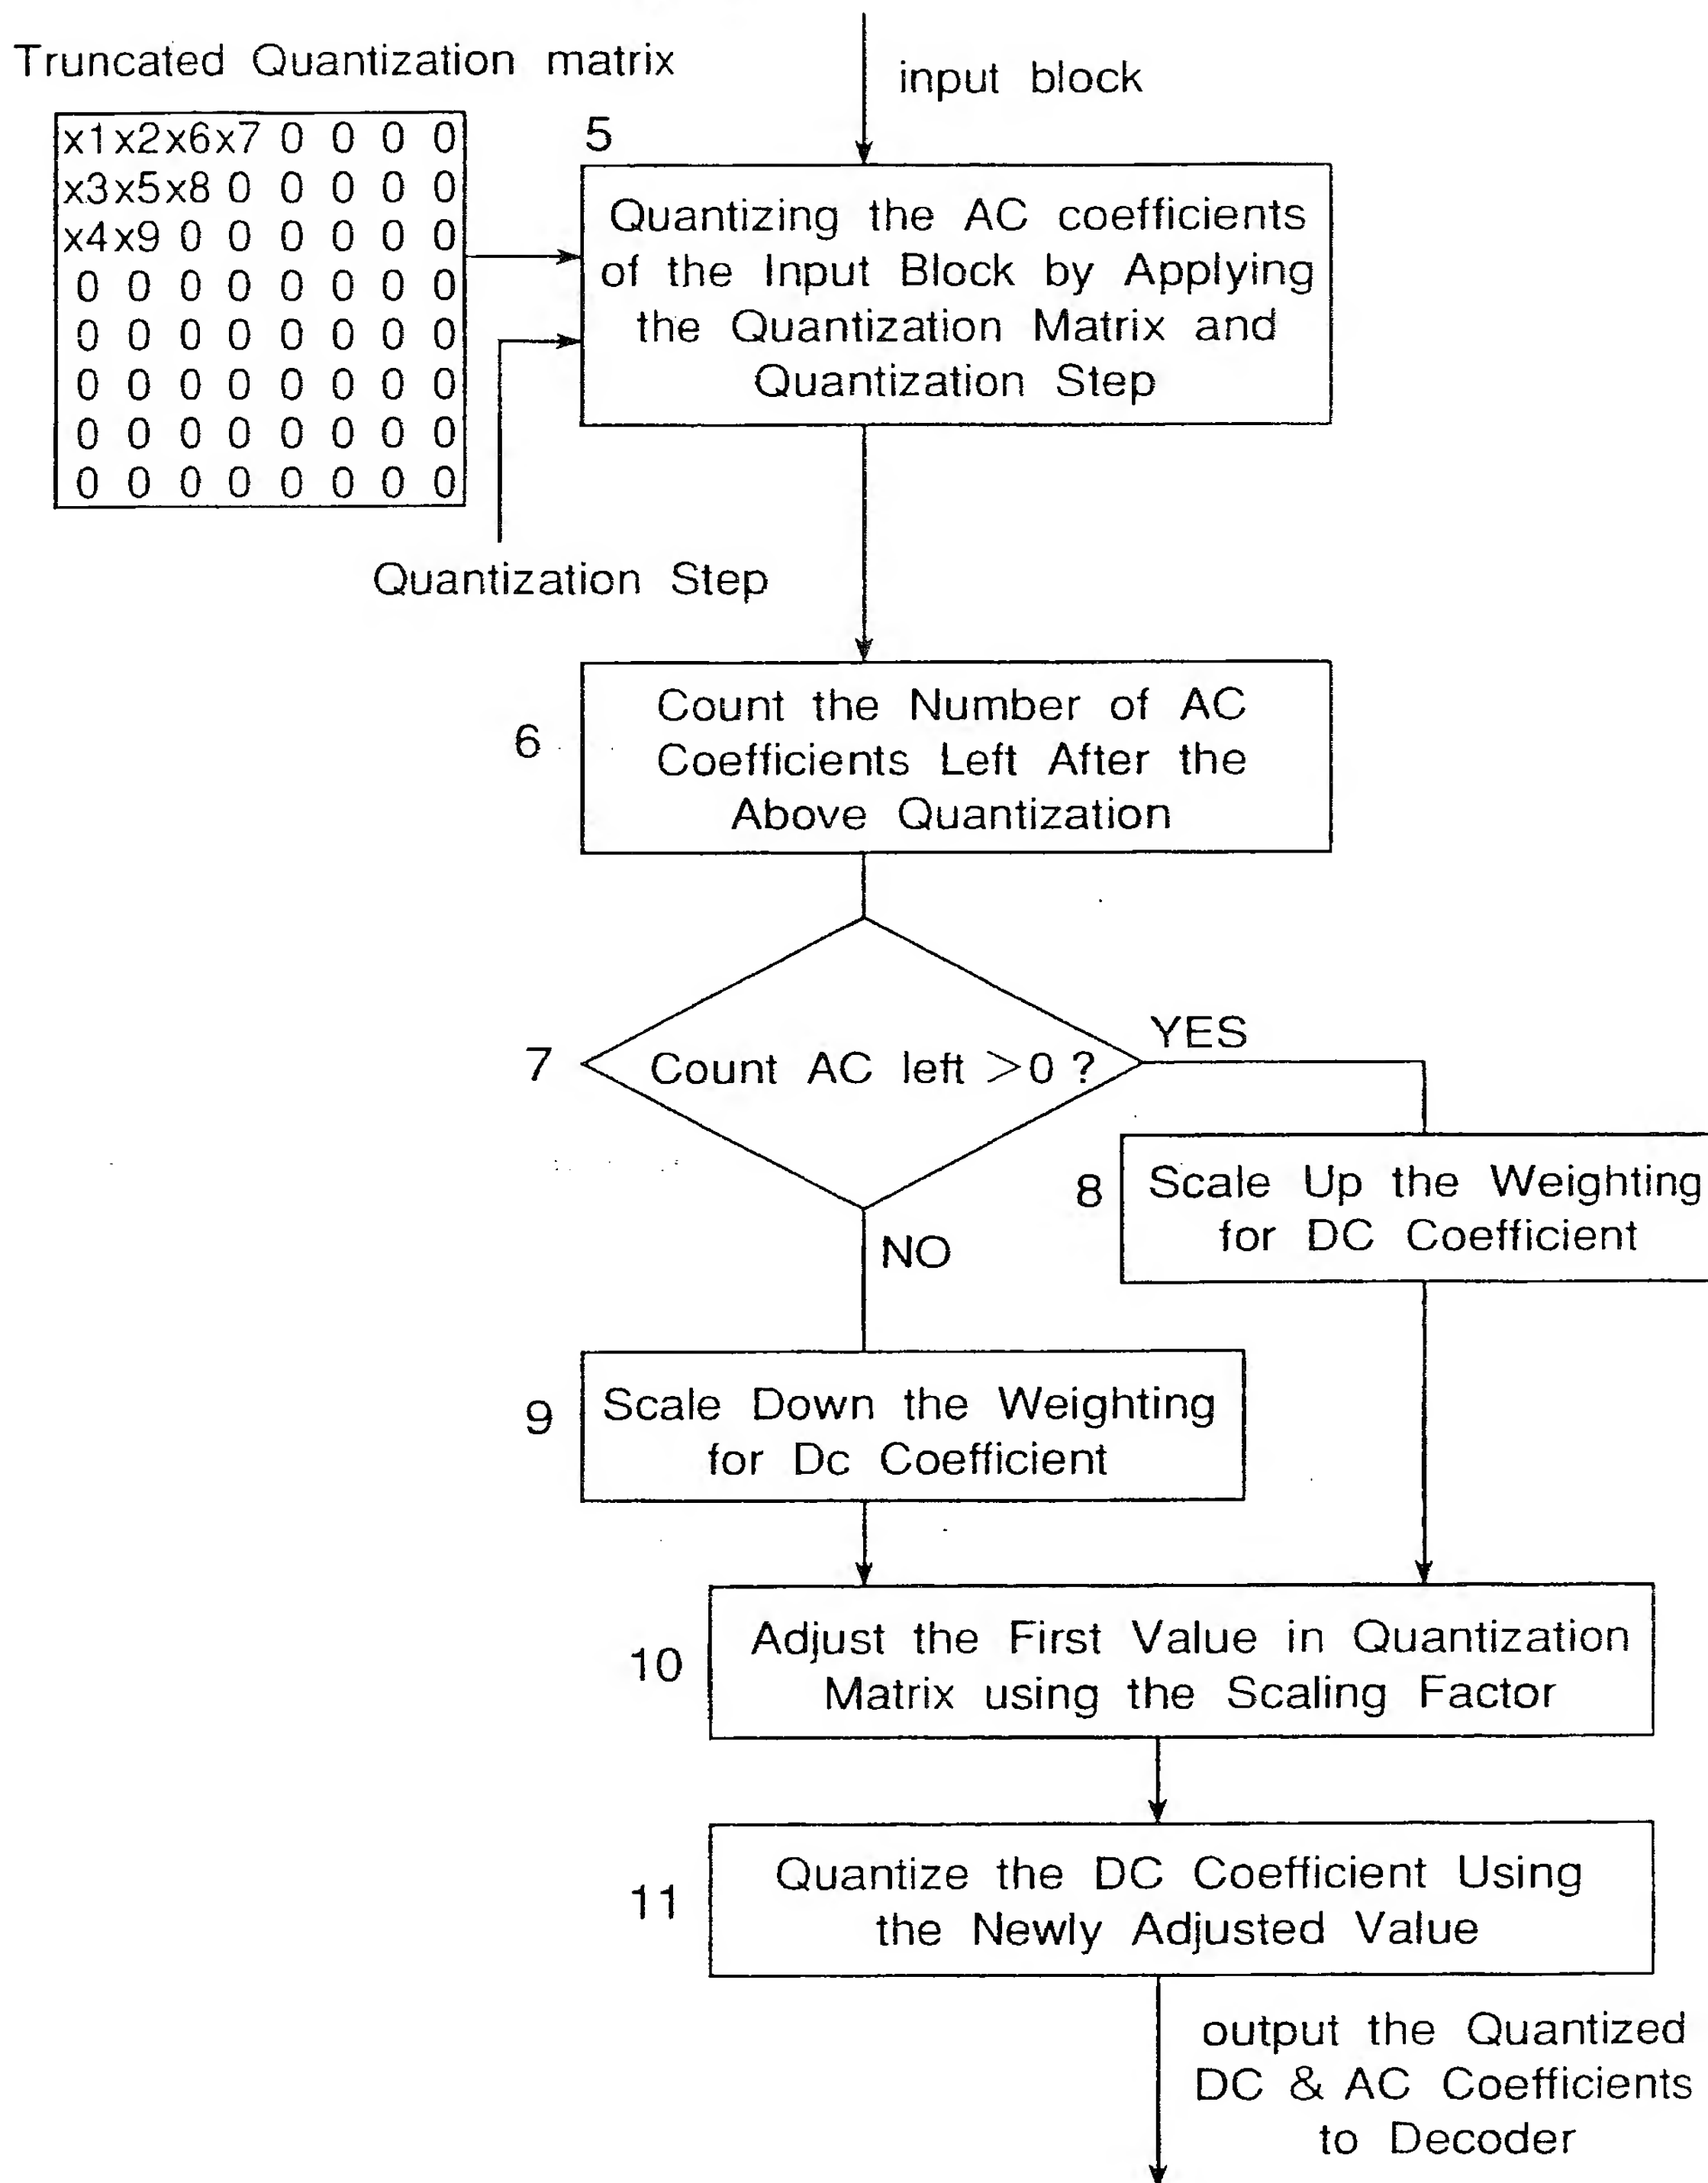 Truncated Quantization matrix
input block
x1 x2 x6 x7 0 0 0 0
x3 x5 x8 0 0 0 0 0
x4 x9 0 0 0 0 0 0
0 0 0 0 0 0 0 0
0 0 0 0 0 0 0 0
0 0 0 0 0 0 0 0
0 0 0 0 0 0 0 0
0 0 0 0 0 0 0 0
5
Quantizing the AC coefficients
of the Input Block by Applying
the Quantization Matrix and
Quantization Step
Quantization Step
6
Count the Number of AC
Coefficients Left After the
Above Quantization
7
Count AC left >0 ?
YES
NO
8
Scale Up the Weighting
for DC Coefficient
9
Scale Down the Weighting
for Dc Coefficient
10
Adjust the First Value in Quantization
Matrix using the Scaling Factor
11
Quantize the DC Coefficient Using
the Newly Adjusted Value
output the Quantized
DC & AC Coefficients
to Decoder